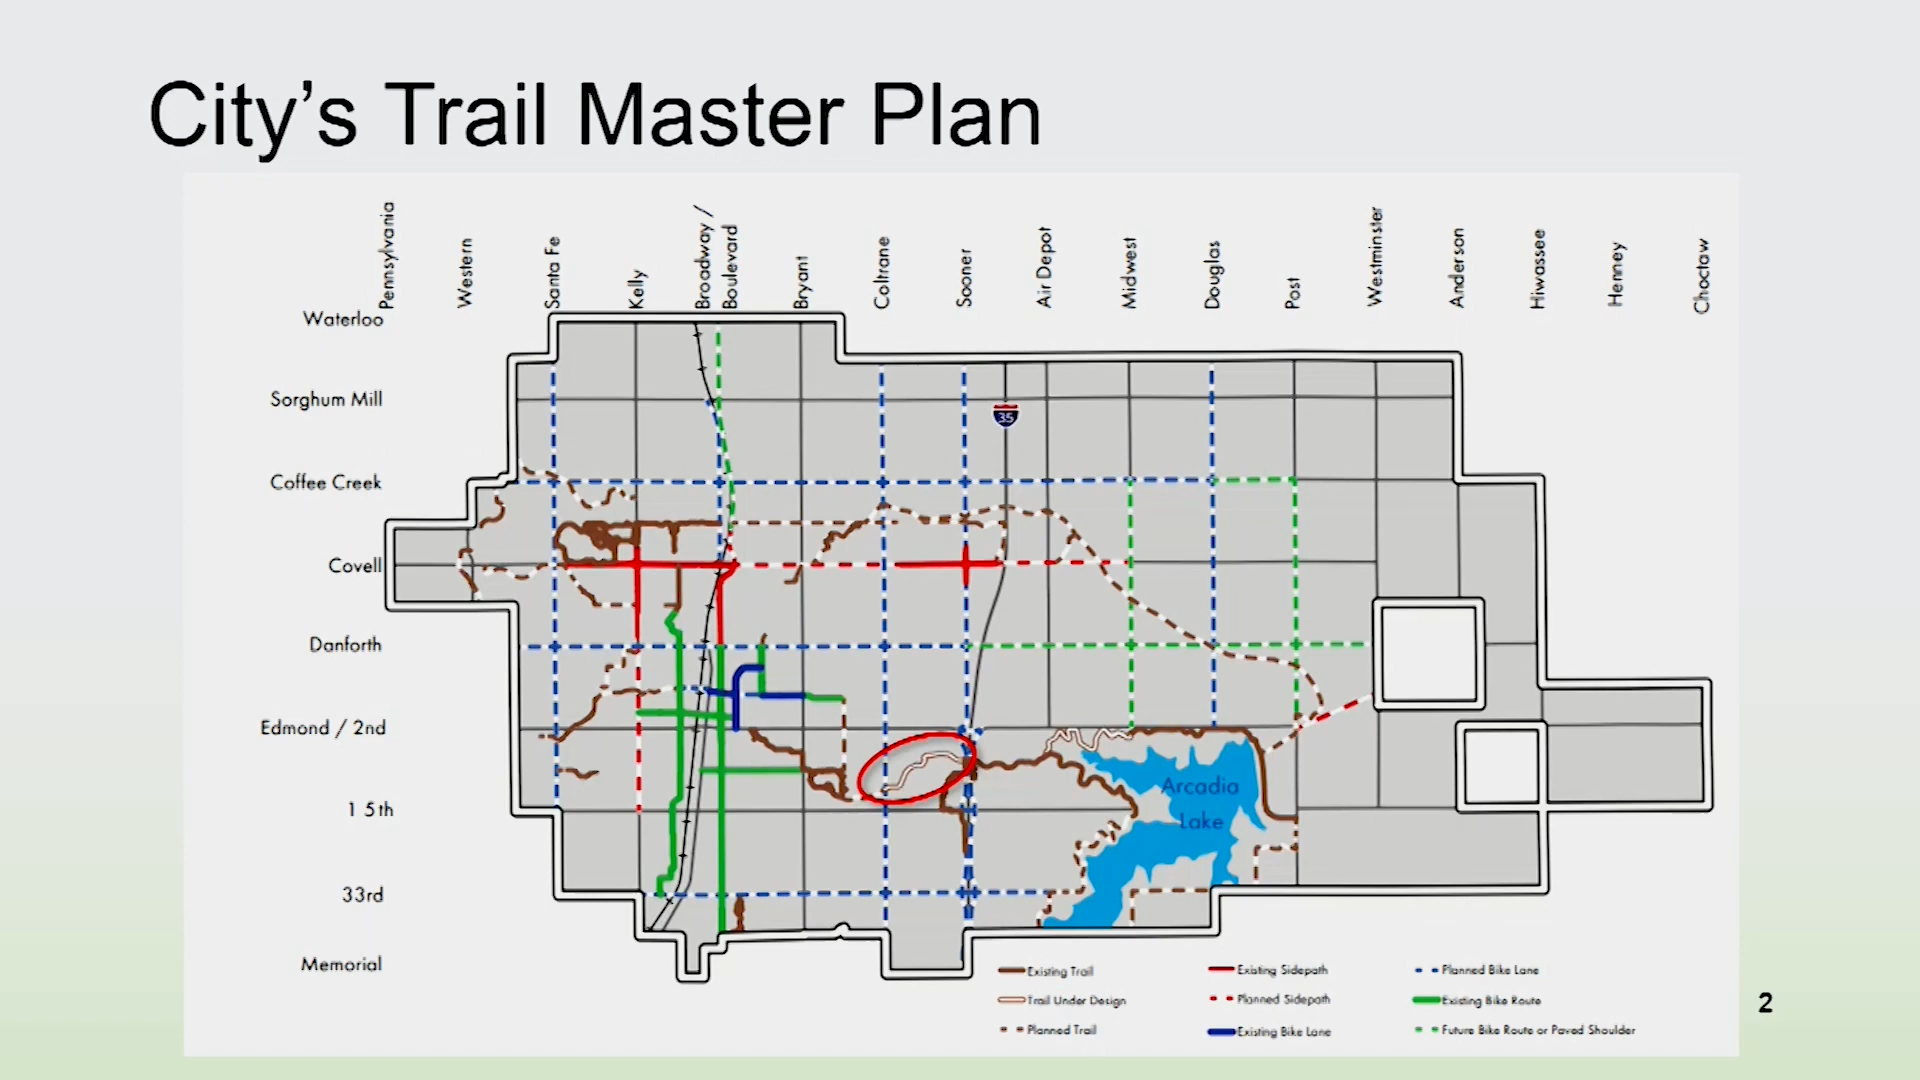 City's Trail Master Plan
Pennsylvania
Western
Santa Fe
Kelly
Broadway /
Boulevard
Bryant
Coltrane
Sooner
Air Depot
Midwest
Douglas
Post
Westminster
Anderson
Hiwassee
Henney
Choctaw
Waterloo
Sorghum Mill
35
Coffee Creek
Covell
Danforth
Edmond / 2nd
Arcadia
Lake
1 5th
33rd
Memorial
Existing Trail
Trail Under Design
Planned Trail
Existing Sidepath
Planned Sidepath
Existing Bike Lane
Planned Bike Lane
Existing Bike Route
Future Bike Route or Paved Shoulder
2